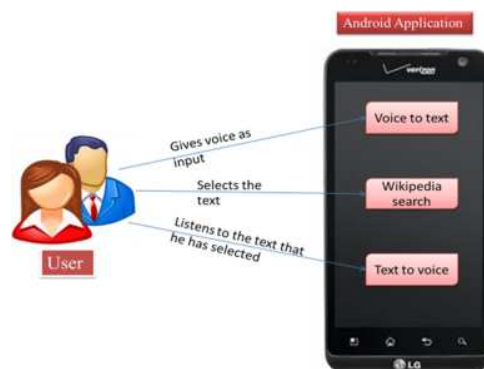 Android Application
verizon
Voice to text
Gives voice as
input
Wikipedia
search
Selects the
text
Listens to the text that
he has selected
Text to voice
User
LG